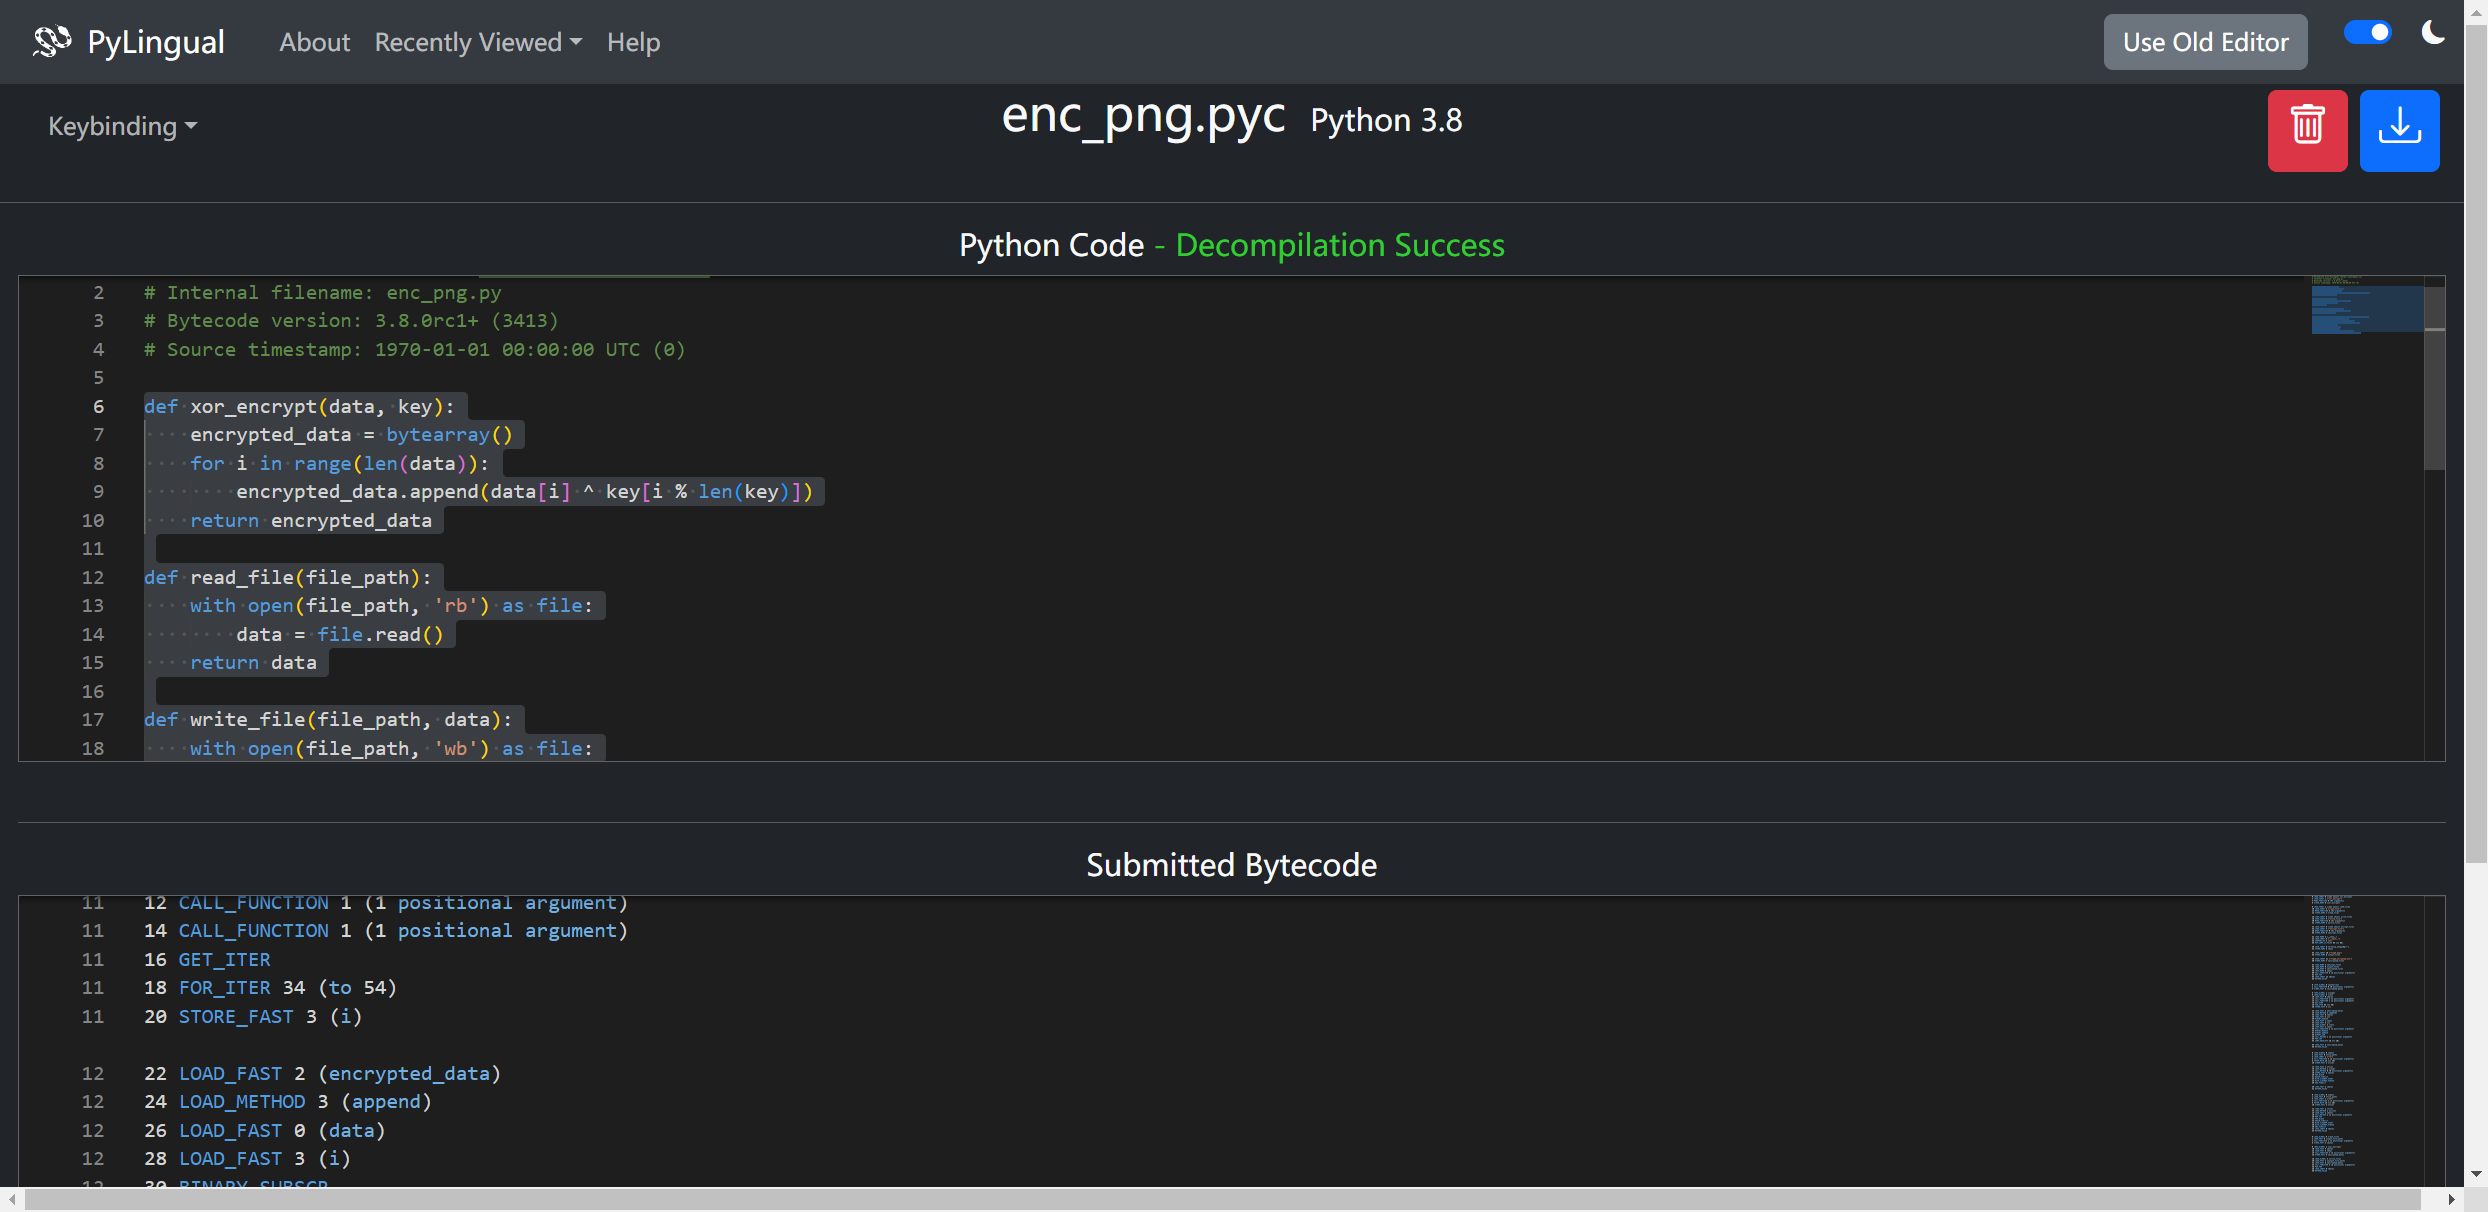 PyLingual About Recently Viewed Help Use Old Editor
Keybinding
enc_png.pyc Python 3.8
Python Code - Decompilation Success
2 # Internal filename: enc_png.py
3 # Bytecode version: 3.8.0rc1+ (3413)
4 # Source timestamp: 1970-01-01 00:00:00 UTC (0)
5
6 def xor_encrypt(data, key):
7     encrypted_data = bytearray()
8     for i in range(len(data)):
9         encrypted_data.append(data[i] ^ key[i % len(key)])
10     return encrypted_data
11
12 def read_file(file_path):
13     with open(file_path, 'rb') as file:
14         data = file.read()
15     return data
16
17 def write_file(file_path, data):
18     with open(file_path, 'wb') as file:
Submitted Bytecode
11 12 CALL_FUNCTION 1 (1 positional argument)
11 14 CALL_FUNCTION 1 (1 positional argument)
11 16 GET_ITER
11 18 FOR_ITER 34 (to 54)
11 20 STORE_FAST 3 (i)
12 22 LOAD_FAST 2 (encrypted_data)
12 24 LOAD_METHOD 3 (append)
12 26 LOAD_FAST 0 (data)
12 28 LOAD_FAST 3 (i)
12 30 BINARY_SUBSCR